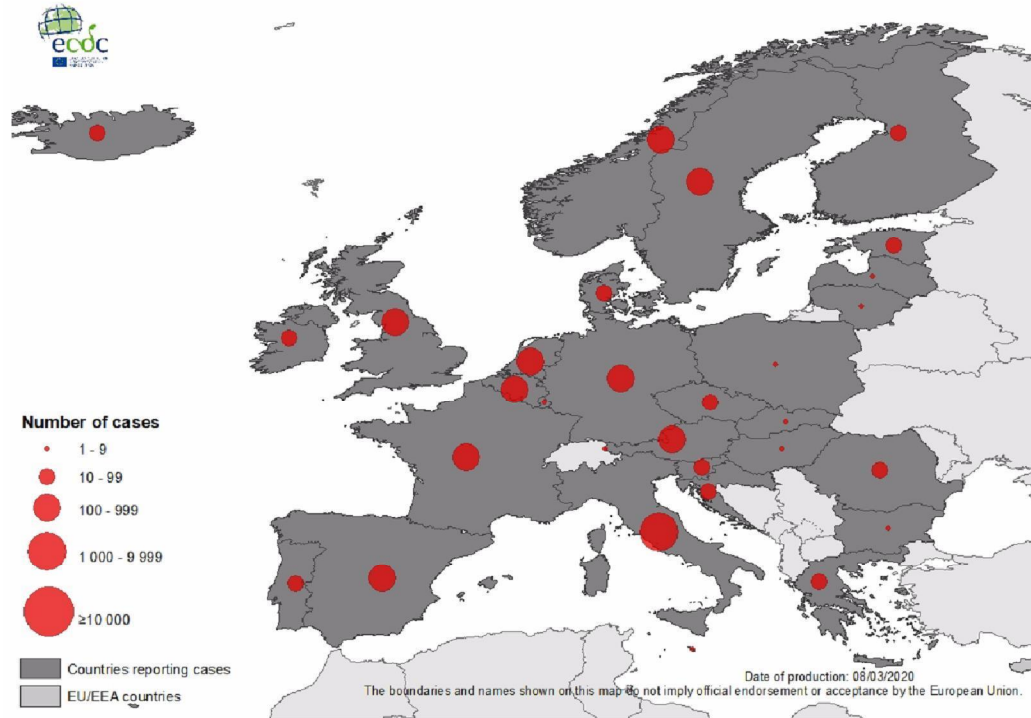 ecdc
Number of cases
1 - 9
10 - 99
100 - 999
1 000 - 9 999
≥10 000
Countries reporting cases
EU/EEA countries
Date of production: 08/03/2020
The boundaries and names shown on this map do not imply official endorsement or acceptance by the European Union.